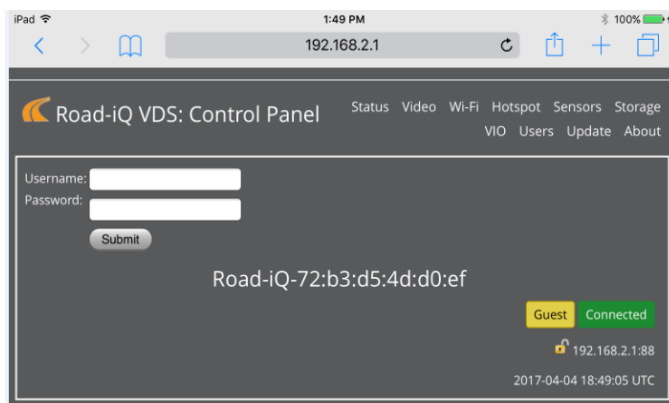 iPad 1:49 PM 100%
192.168.2.1
Road-iQ VDS: Control Panel
Status Video Wi-Fi Hotspot Sensors Storage
VIO Users Update About
Username:
Password:
Submit
Road-iQ-72:b3:d5:4d:d0:ef
Guest Connected
192.168.2.1:88
2017-04-04 18:49:05 UTC